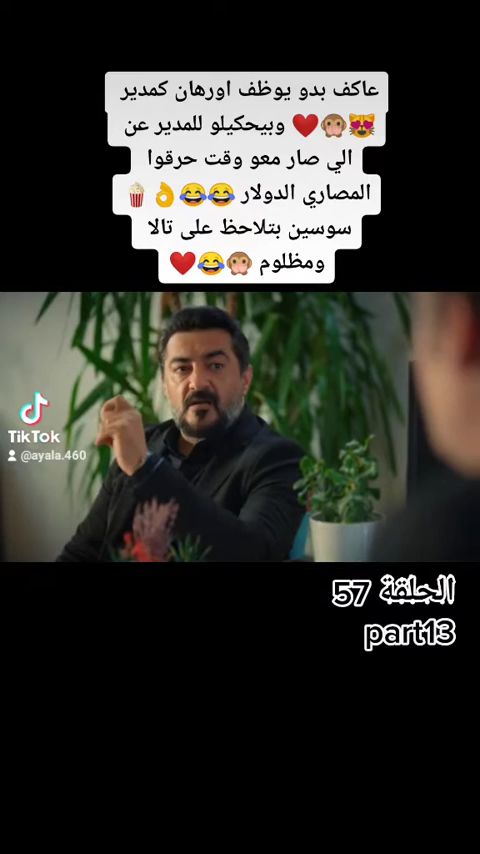 عاكف بدو يوظف اورهان كمدير
😻🙊❤️ وبيحكيلو للمدير عن
الي صار معو وقت حرقوا
المصاري الدولار 😂😂👌🍿
سوسين بتلاحظ على تالا
ومظلوم 🙊😂❤️
TikTok
@ayala.460
الحلقة 57
part13